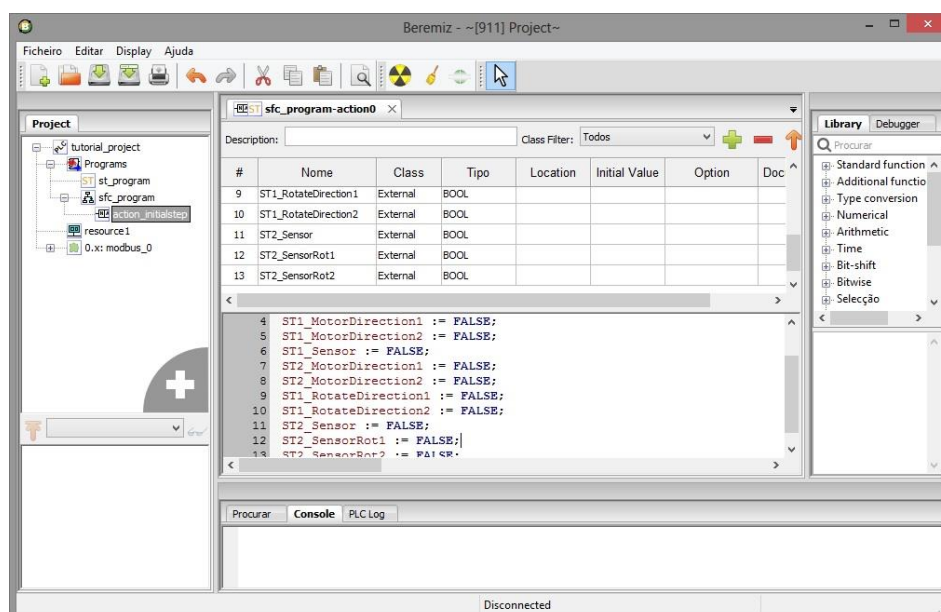 Beremiz - ~[911] Project~
Ficheiro Editar Display Ajuda
sfc_program-action0
Project
tutorial_project
Programs
ST st_program
sfc_program
action_initialstep
resource1
0.x: modbus_0
Description: Class Filter: Todos
# Nome Class Tipo Location Initial Value Option Doc
9 ST1_RotateDirection1 External BOOL
10 ST1_RotateDirection2 External BOOL
11 ST2_Sensor External BOOL
12 ST2_SensorRot1 External BOOL
13 ST2_SensorRot2 External BOOL
4 ST1_MotorDirection1 := FALSE;
5 ST1_MotorDirection2 := FALSE;
6 ST1_Sensor := FALSE;
7 ST2_MotorDirection1 := FALSE;
8 ST2_MotorDirection2 := FALSE;
9 ST1_RotateDirection1 := FALSE;
10 ST1_RotateDirection2 := FALSE;
11 ST2_Sensor := FALSE;
12 ST2_SensorRot1 := FALSE;
13 ST2_SensorRot2 := FALSE;
Library Debugger
Procurar
Standard function
Additional functio
Type conversion
Numerical
Arithmetic
Time
Bit-shift
Bitwise
Selecção
Procurar Console PLC Log
Disconnected